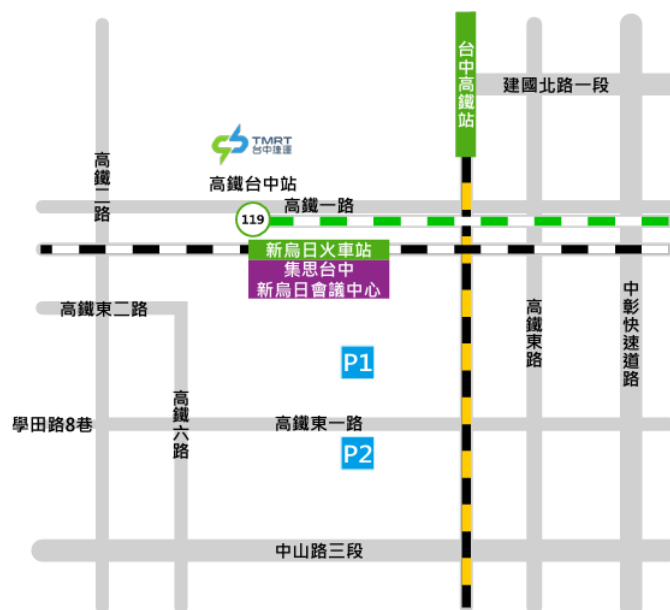 台中高鐵站
建國北路一段
TMRT
台中捷運
高鐵二路
高鐵台中站
高鐵一路
119
新烏日火車站
集思台中
新烏日會議中心
高鐵東二路
高鐵東路
中彰快速道路
P1
高鐵六路
學田路8巷
高鐵東一路
P2
中山路三段